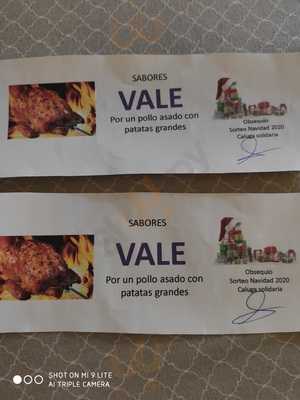 SABORES
VALE
Por un pollo asado con
patatas grandes
Obsequio
Sorteo Navidad 2020
Caluga solidaria
SABORES
VALE
Por un pollo asado con
patatas grandes
Obsequio
Sorteo Navidad 2020
Caluga solidaria
SHOT ON MI 9 LITE
AI TRIPLE CAMERA